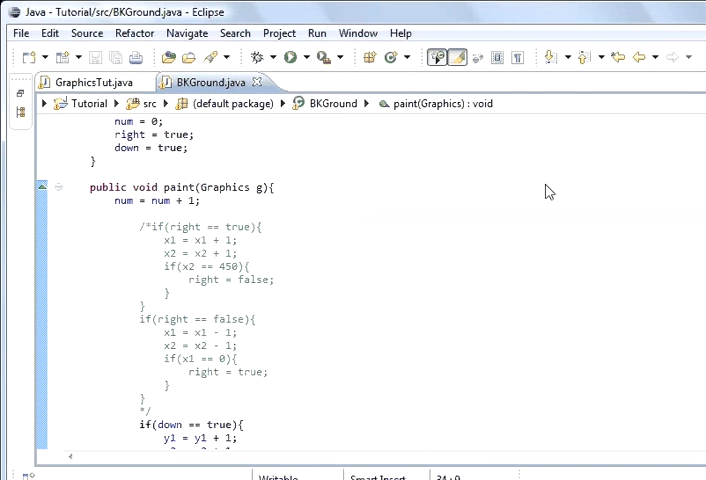 Java - Tutorial/src/BKGround.java - Eclipse
File Edit Source Refactor Navigate Search Project Run Window Help
GraphicsTut.java BKGround.java
Tutorial src (default package) BKGround paint(Graphics) : void
num = 0;
right = true;
down = true;
}
public void paint(Graphics g){
num = num + 1;
/*if(right == true){
x1 = x1 + 1;
x2 = x2 + 1;
if(x2 == 450){
right = false;
}
}
if(right == false){
x1 = x1 - 1;
x2 = x2 - 1;
if(x1 == 0){
right = true;
}
}
*/
if(down == true){
y1 = y1 + 1;
Writable Smart Insert